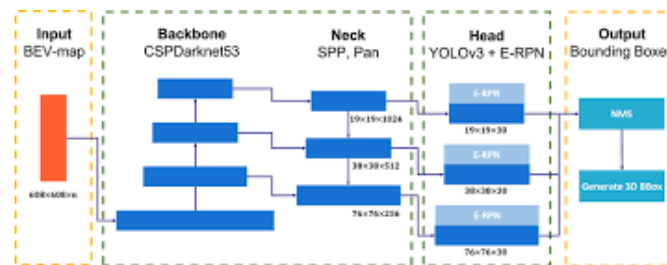 Input
BEV-map
Backbone
CSPDarknet53
Neck
SPP, Pan
Head
YOLOv3 + E-RPN
Output
Bounding Boxe
608×608×n
19×19×1024
38×38×512
76×76×256
E-RPN
19×19×30
E-RPN
38×38×30
E-RPN
76×76×30
NMS
Generate 3D BBox